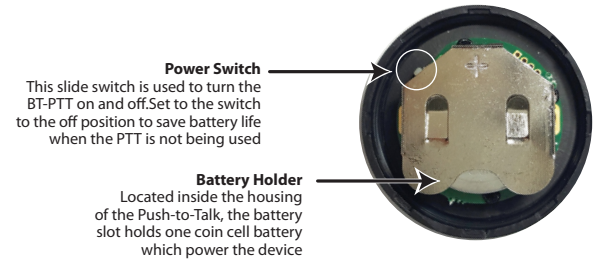 Power Switch
This slide switch is used to turn the
BT-PTT on and off.Set to the switch
to the off position to save battery life
when the PTT is not being used
Battery Holder
Located inside the housing
of the Push-to-Talk, the battery
slot holds one coin cell battery
which power the device
+